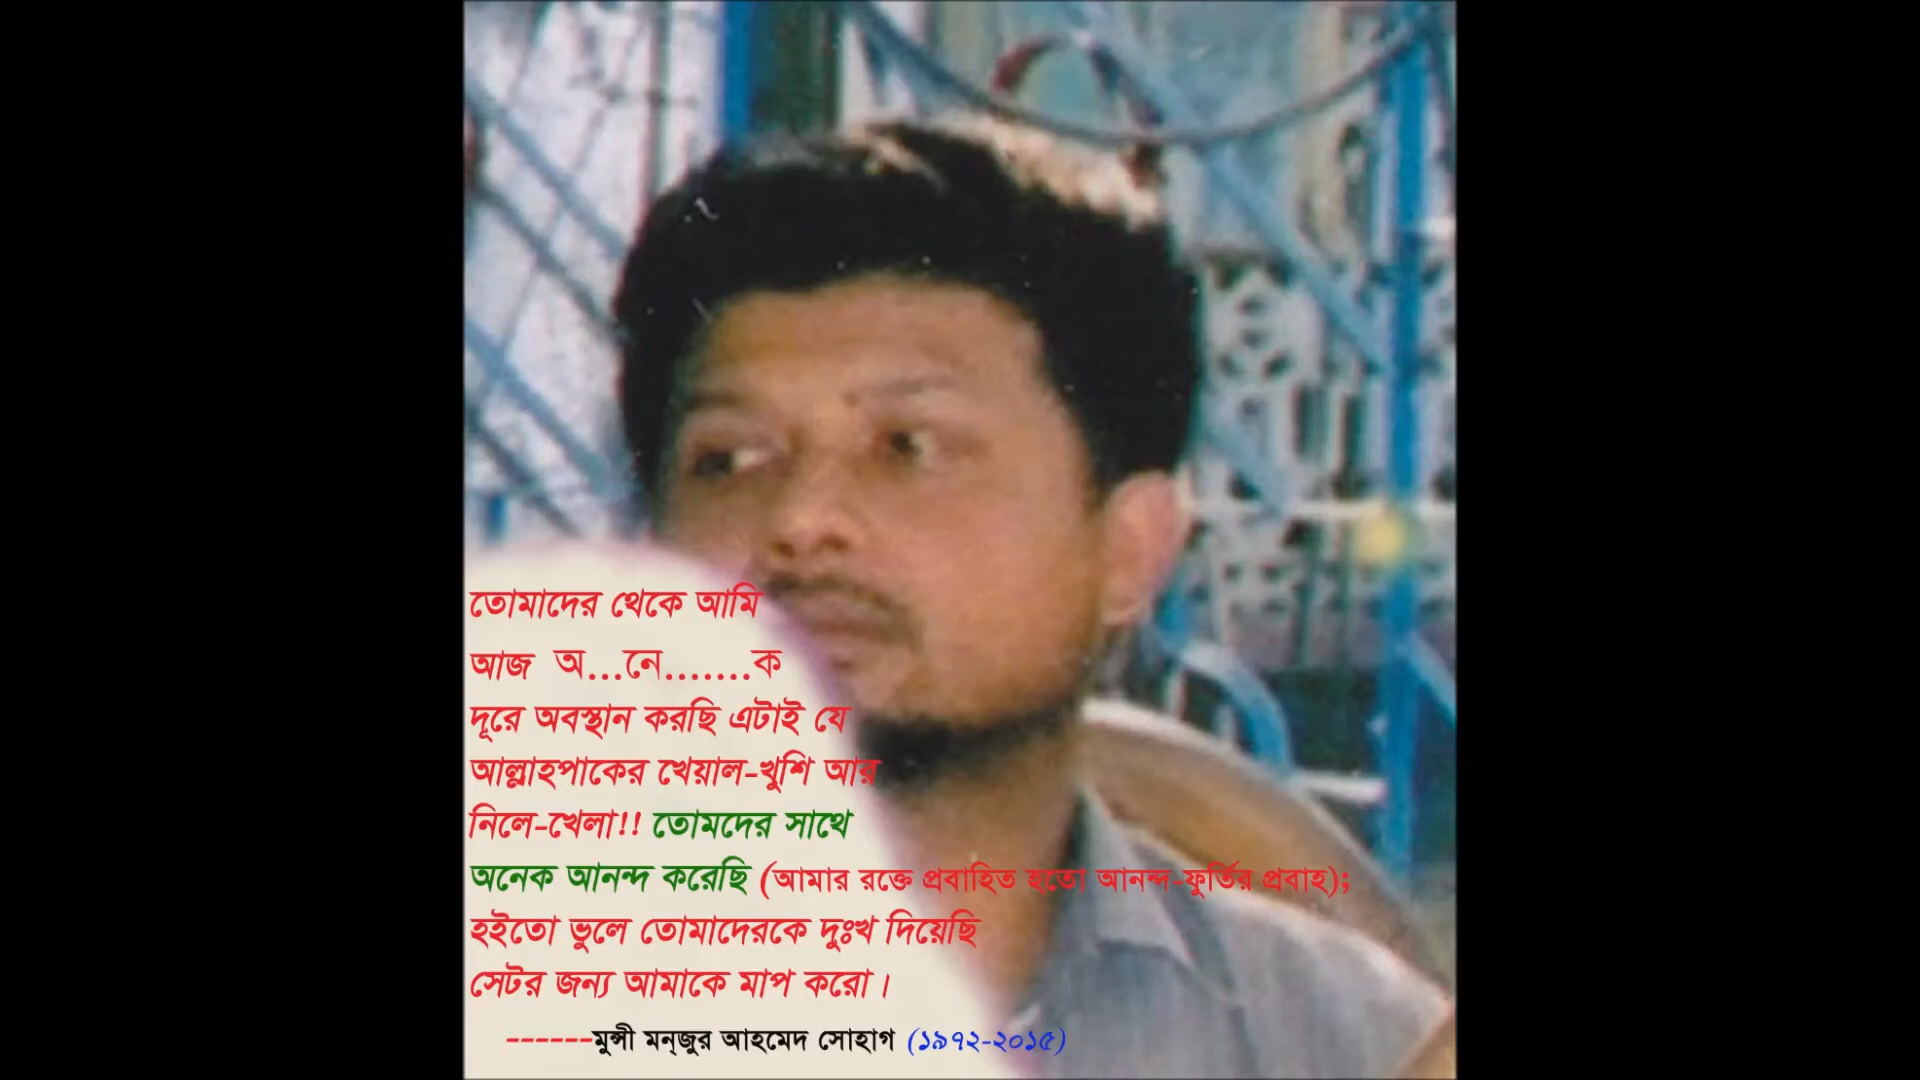 তোমাদের থেকে আমি
আজ অ...নে.......ক
দূরে অবস্থান করছি এটাই যে
আল্লাহপাকের খেয়াল-খুশি আর
নিলে-খেলা!! তোমদের সাথে
অনেক আনন্দ করেছি (আমার রক্তে প্রবাহিত হতো আনন্দ-ফুর্তির প্রবাহ);
হইতো ভুলে তোমাদেরকে দুঃখ দিয়েছি
সেটর জন্য আমাকে মাপ করো।
------মুন্সী মন্জুর আহমেদ সোহাগ (১৯৭২-২০১৫)